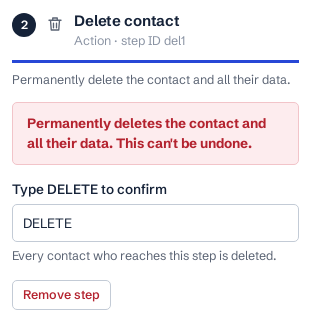 2
Delete contact
Action · step ID del1
Permanently delete the contact and all their data.
Permanently deletes the contact and
all their data. This can't be undone.
Type DELETE to confirm
DELETE
Every contact who reaches this step is deleted.
Remove step